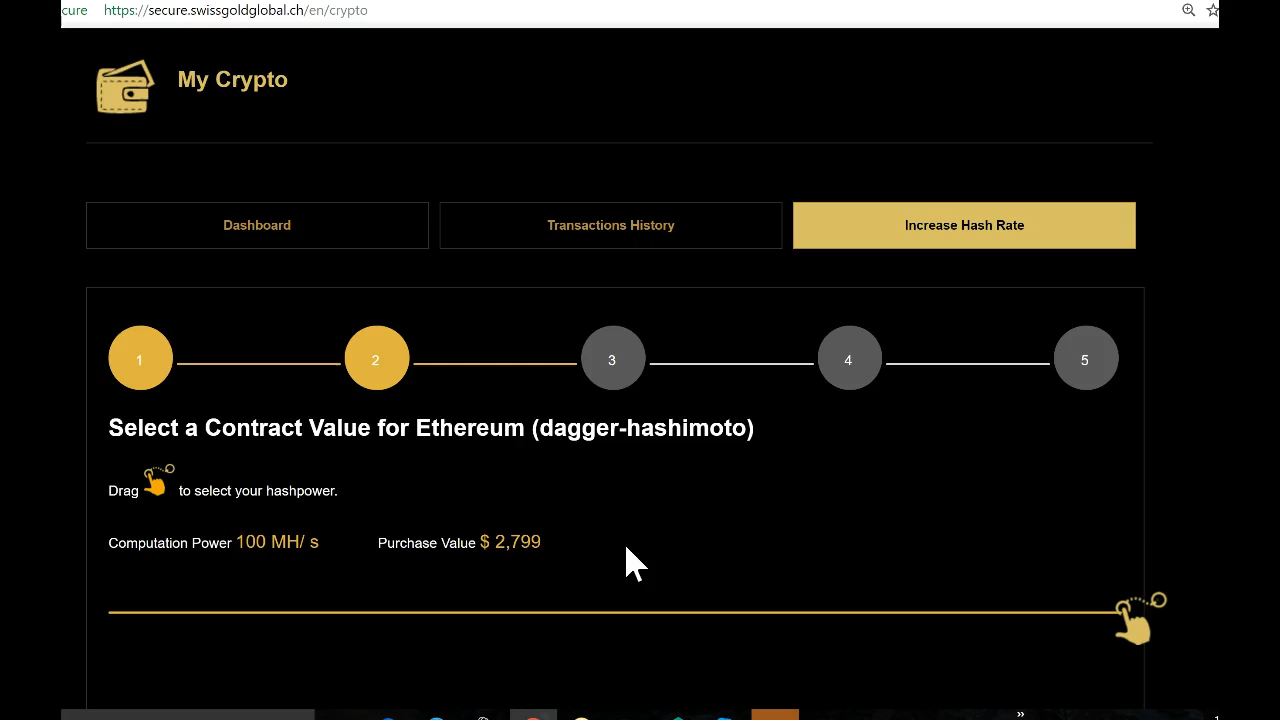 cure https://secure.swissgoldglobal.ch/en/crypto
My Crypto
Dashboard Transactions History Increase Hash Rate
1 2 3 4 5
Select a Contract Value for Ethereum (dagger-hashimoto)
Drag to select your hashpower.
Computation Power 100 MH/ s Purchase Value $ 2,799
»